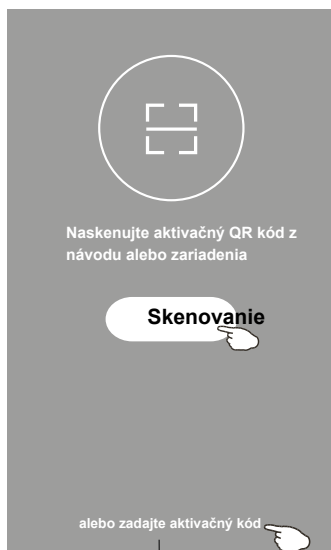 Naskenujte aktivačný QR kód z
návodu alebo zariadenia
Skenovanie
alebo zadajte aktivačný kód